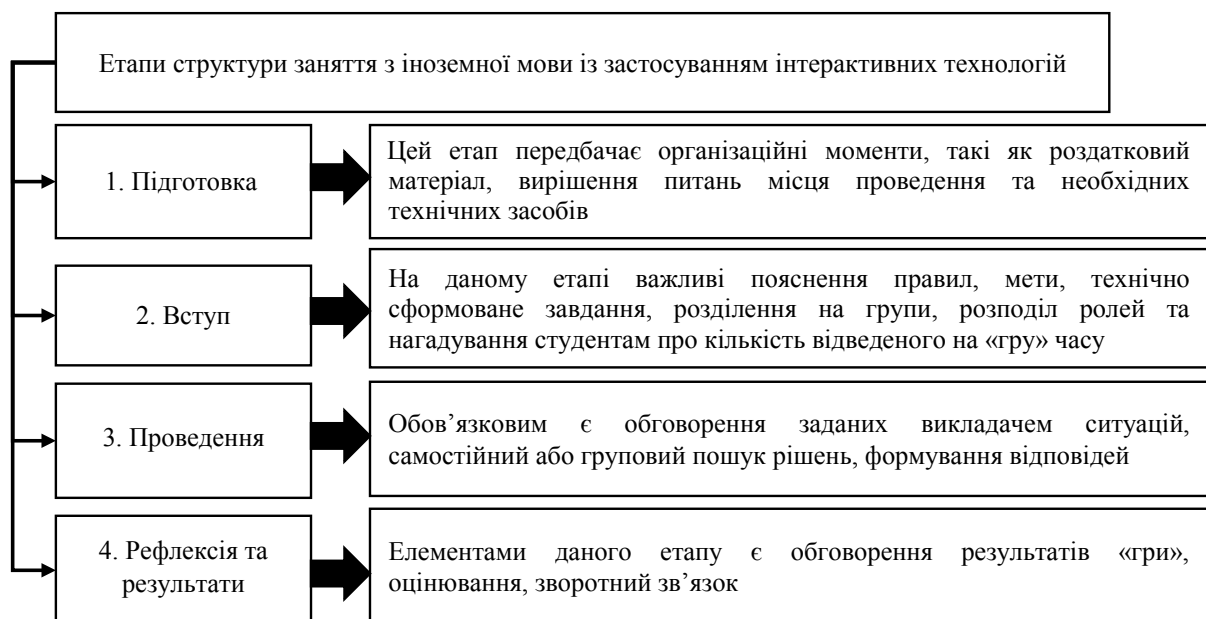 Етапи структури заняття з іноземної мови із застосуванням інтерактивних технологій
1. Підготовка
Цей етап передбачає організаційні моменти, такі як роздатковий
матеріал, вирішення питань місця проведення та необхідних
технічних засобів
2. Вступ
На даному етапі важливі пояснення правил, мети, технічно
сформоване завдання, розділення на групи, розподіл ролей та
нагадування студентам про кількість відведеного на «гру» часу
3. Проведення
Обов’язковим є обговорення заданих викладачем ситуацій,
самостійний або груповий пошук рішень, формування відповідей
4. Рефлексія та
результати
Елементами даного етапу є обговорення результатів «гри»,
оцінювання, зворотний зв’язок